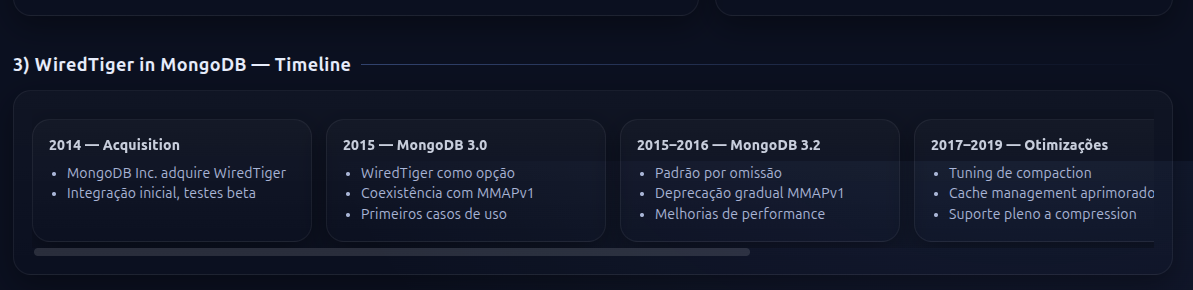 3) WiredTiger in MongoDB — Timeline
2014 — Acquisition
• MongoDB Inc. adquire WiredTiger
• Integração inicial, testes beta
2015 — MongoDB 3.0
• WiredTiger como opção
• Coexistência com MMAPv1
• Primeiros casos de uso
2015–2016 — MongoDB 3.2
• Padrão por omissão
• Deprecação gradual MMAPv1
• Melhorias de performance
2017–2019 — Otimizações
• Tuning de compaction
• Cache management aprimorado
• Suporte pleno a compression